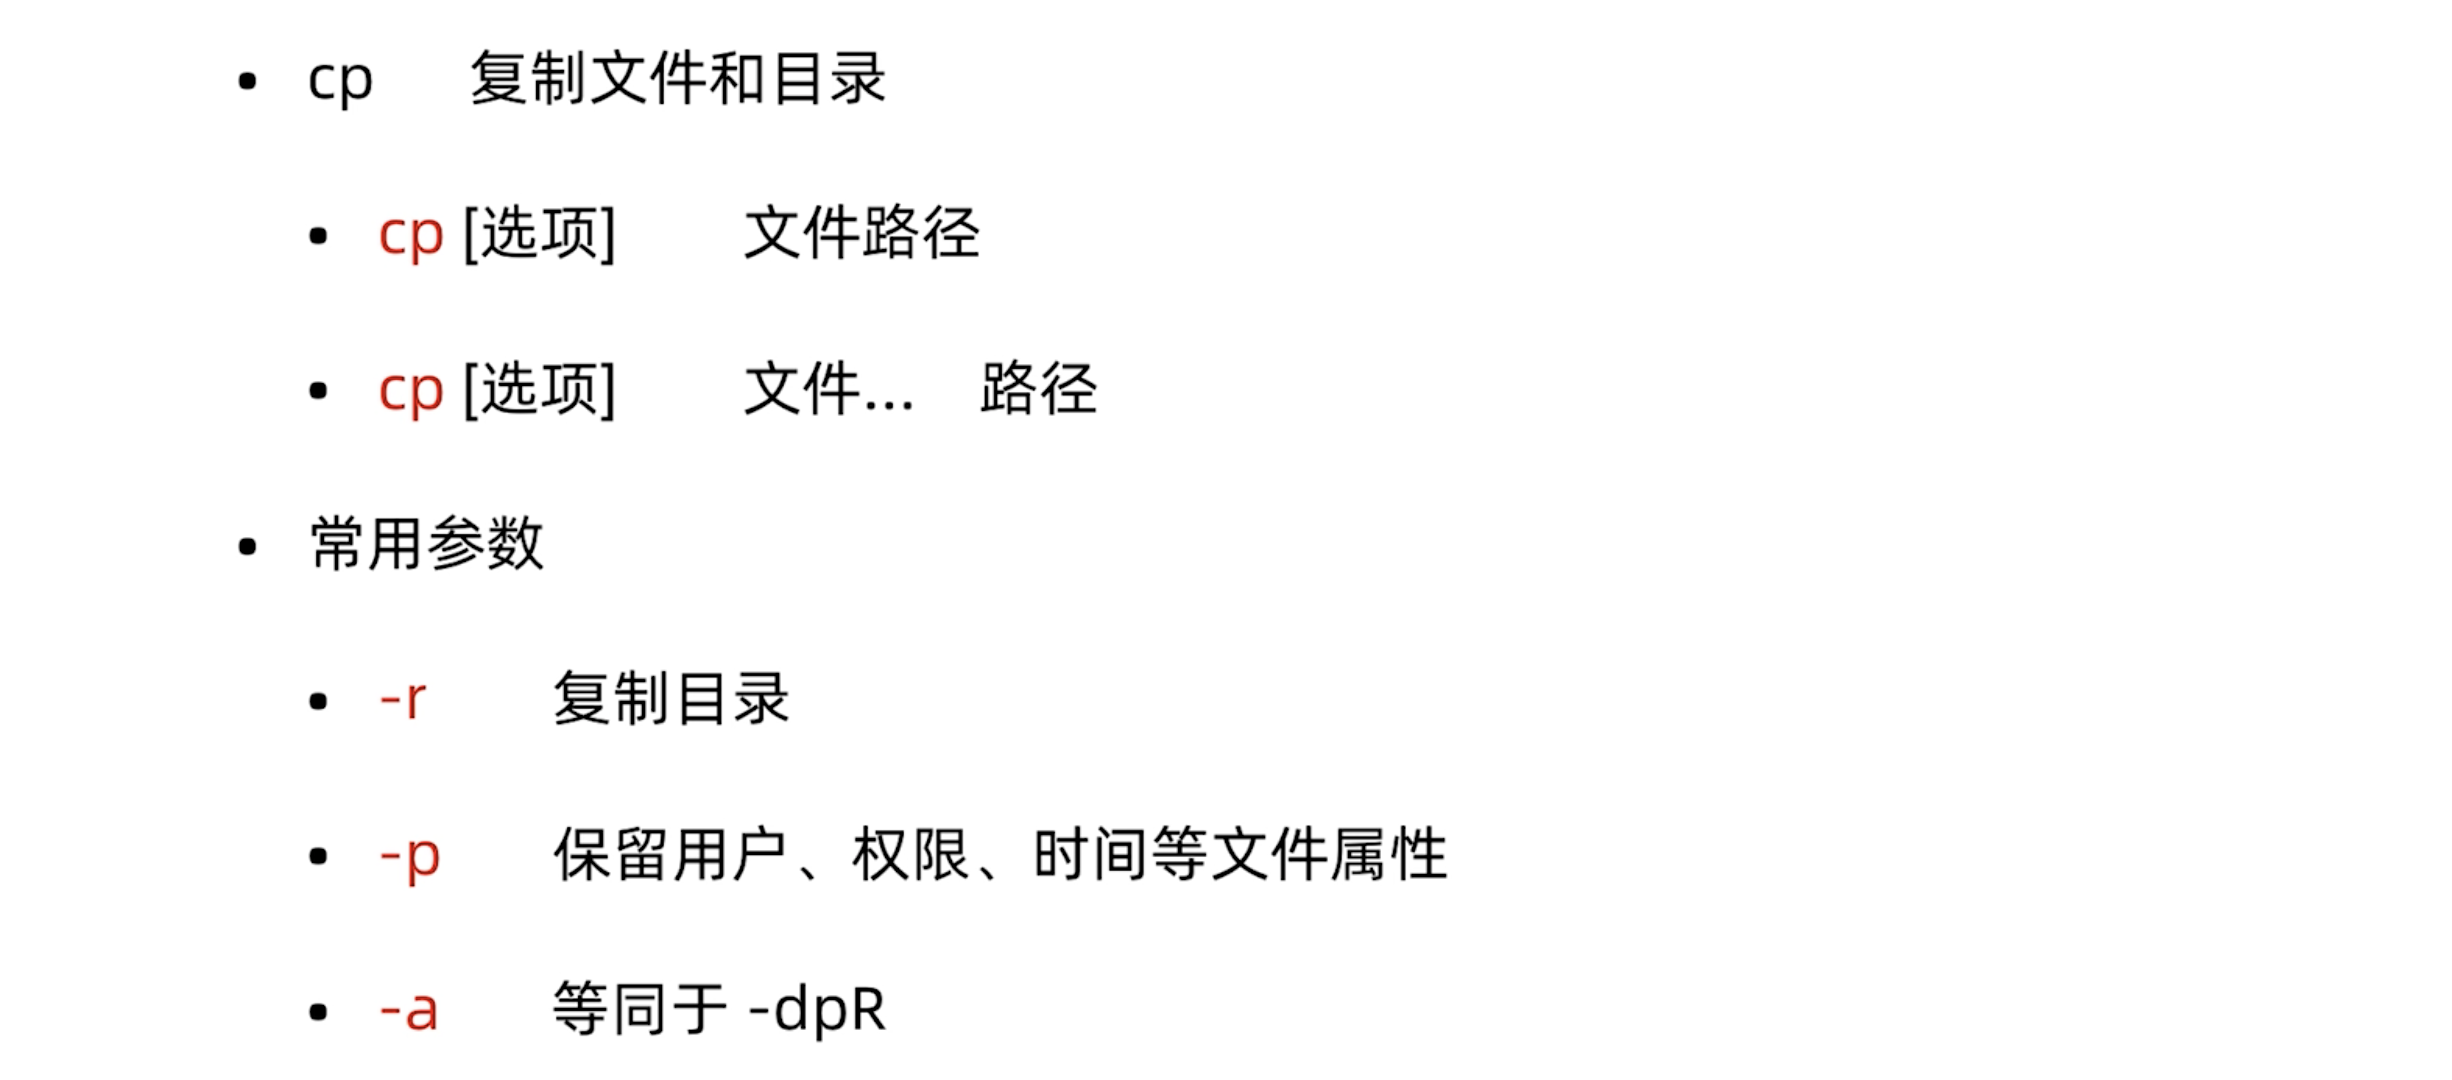 • cp 复制文件和目录
• cp [选项] 文件路径
• cp [选项] 文件... 路径
• 常用参数
• -r 复制目录
• -p 保留用户、权限、时间等文件属性
• -a 等同于 -dpR